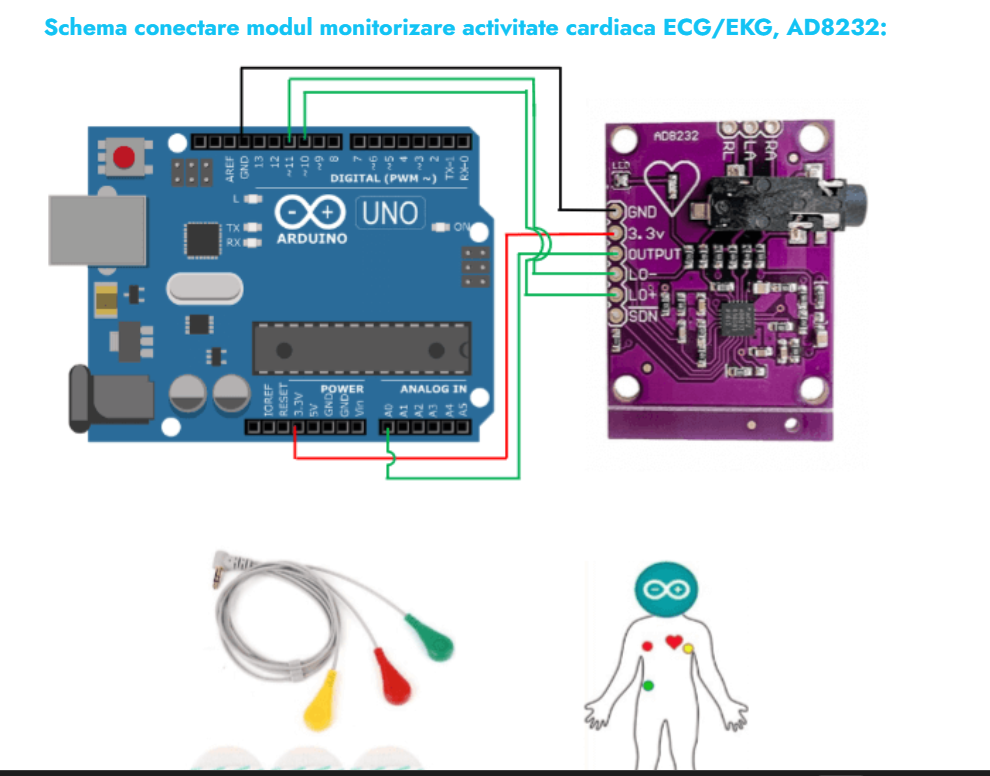 Schema conectare modul monitorizare activitate cardiaca ECG/EKG, AD8232:
AREF
GND
13
12
~11
~10
~9
8
7
~6
~5
4
~3
2
TX→1
RX←0
DIGITAL (PWM ~)
L
TX
RX
ARDUINO
UNO
ON
POWER
ANALOG IN
IOREF
RESET
3.3V
5V
GND
GND
Vin
A0
A1
A2
A3
A4
A5
AD8232
RL
LA
RA
GND
3.3v
OUTPUT
LO-
LO+
SDN